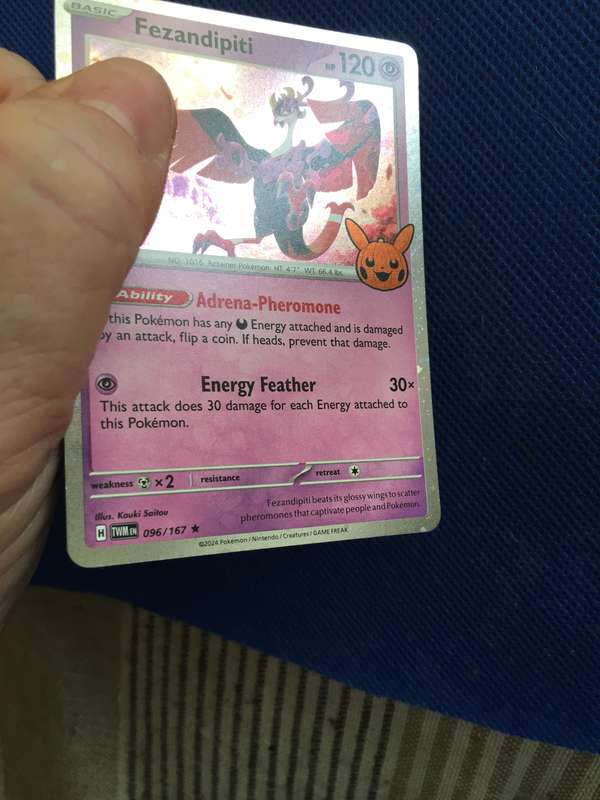 BASIC
Fezandipiti
HP 120
NO. 1016 Retainer Pokémon HT: 4'7" WT: 66.4 lbs.
Ability Adrena-Pheromone
this Pokémon has any Energy attached and is damaged
by an attack, flip a coin. If heads, prevent that damage.
Energy Feather 30×
This attack does 30 damage for each Energy attached to
this Pokémon.
weakness ×2 resistance retreat
Fezandipiti beats its glossy wings to scatter
pheromones that captivate people and Pokémon.
Illus. Kouki Saitou
H TWM EN 096/167 ★
©2024 Pokémon / Nintendo / Creatures / GAME FREAK